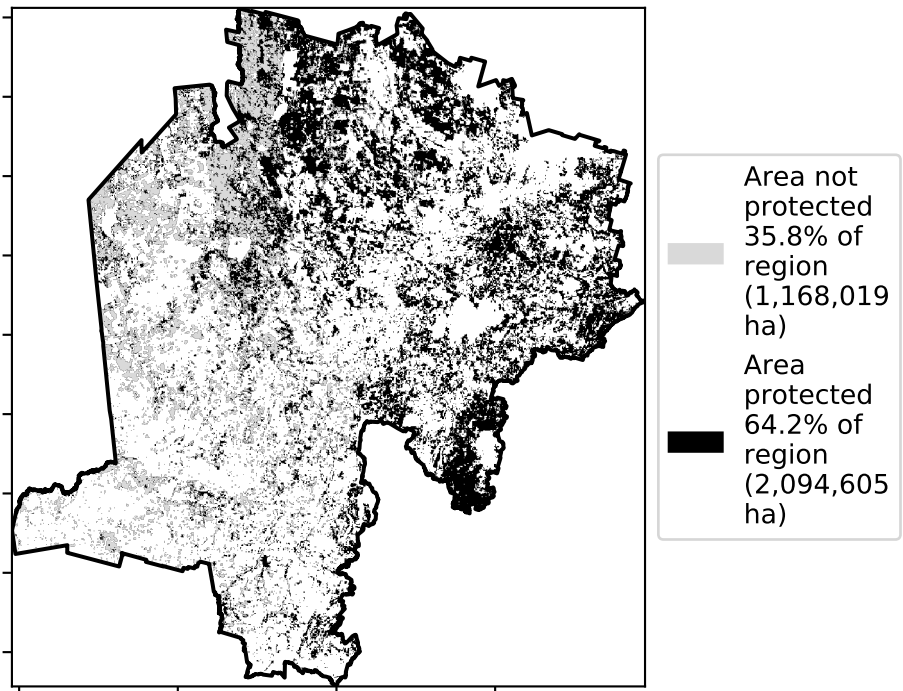 Area not
protected
35.8% of
region
(1,168,019
ha)
Area
protected
64.2% of
region
(2,094,605
ha)